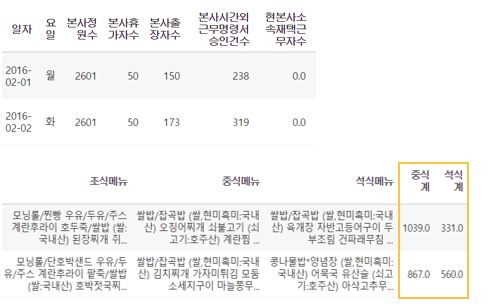 일자 요일 본사정원수 본사휴가자수 본사출장자수 본사시간외근무명령서승인건수 현본사소속재택근무자수
2016-02-01 월 2601 50 150 238 0.0
2016-02-02 화 2601 50 173 319 0.0
조식메뉴 중식메뉴 석식메뉴 중식계 석식계
모닝롤/찐빵 우유/두유/주스 계란후라이 호두죽/쌀밥 (쌀:국내산) 된장찌개 쥐... 쌀밥/잡곡밥 (쌀,현미흑미:국내산) 오징어찌개 쇠불고기 (쇠고기:호주산) 계란찜 ... 쌀밥/잡곡밥 (쌀,현미흑미:국내산) 육개장 자반고등어구이 두부조림 건파래무침 ... 1039.0 331.0
모닝롤/단호박샌드 우유/두유/주스 계란후라이 팥죽/쌀밥 (쌀:국내산) 호박젓국찌... 쌀밥/잡곡밥 (쌀,현미흑미:국내산) 김치찌개 가자미튀김 모둠소세지구이 마늘쫑무... 콩나물밥*양념장 (쌀,현미흑미:국내산) 어묵국 유산슬 (쇠고기:호주산) 아삭고추무... 867.0 560.0